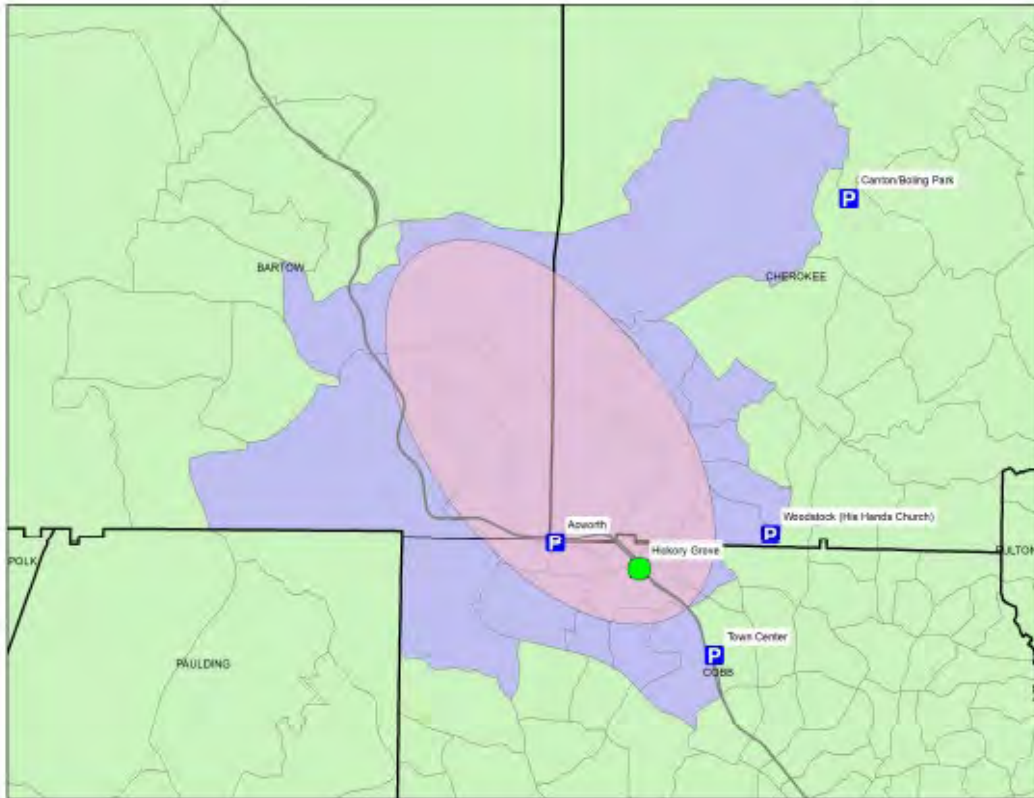 Canton/Boling Park
P
BARTOW
CHEROKEE
Woodstock (His Hands Church)
P
Acworth
P
Hickory Grove
POLK
FULTON
Town Center
P
PAULDING
COBB